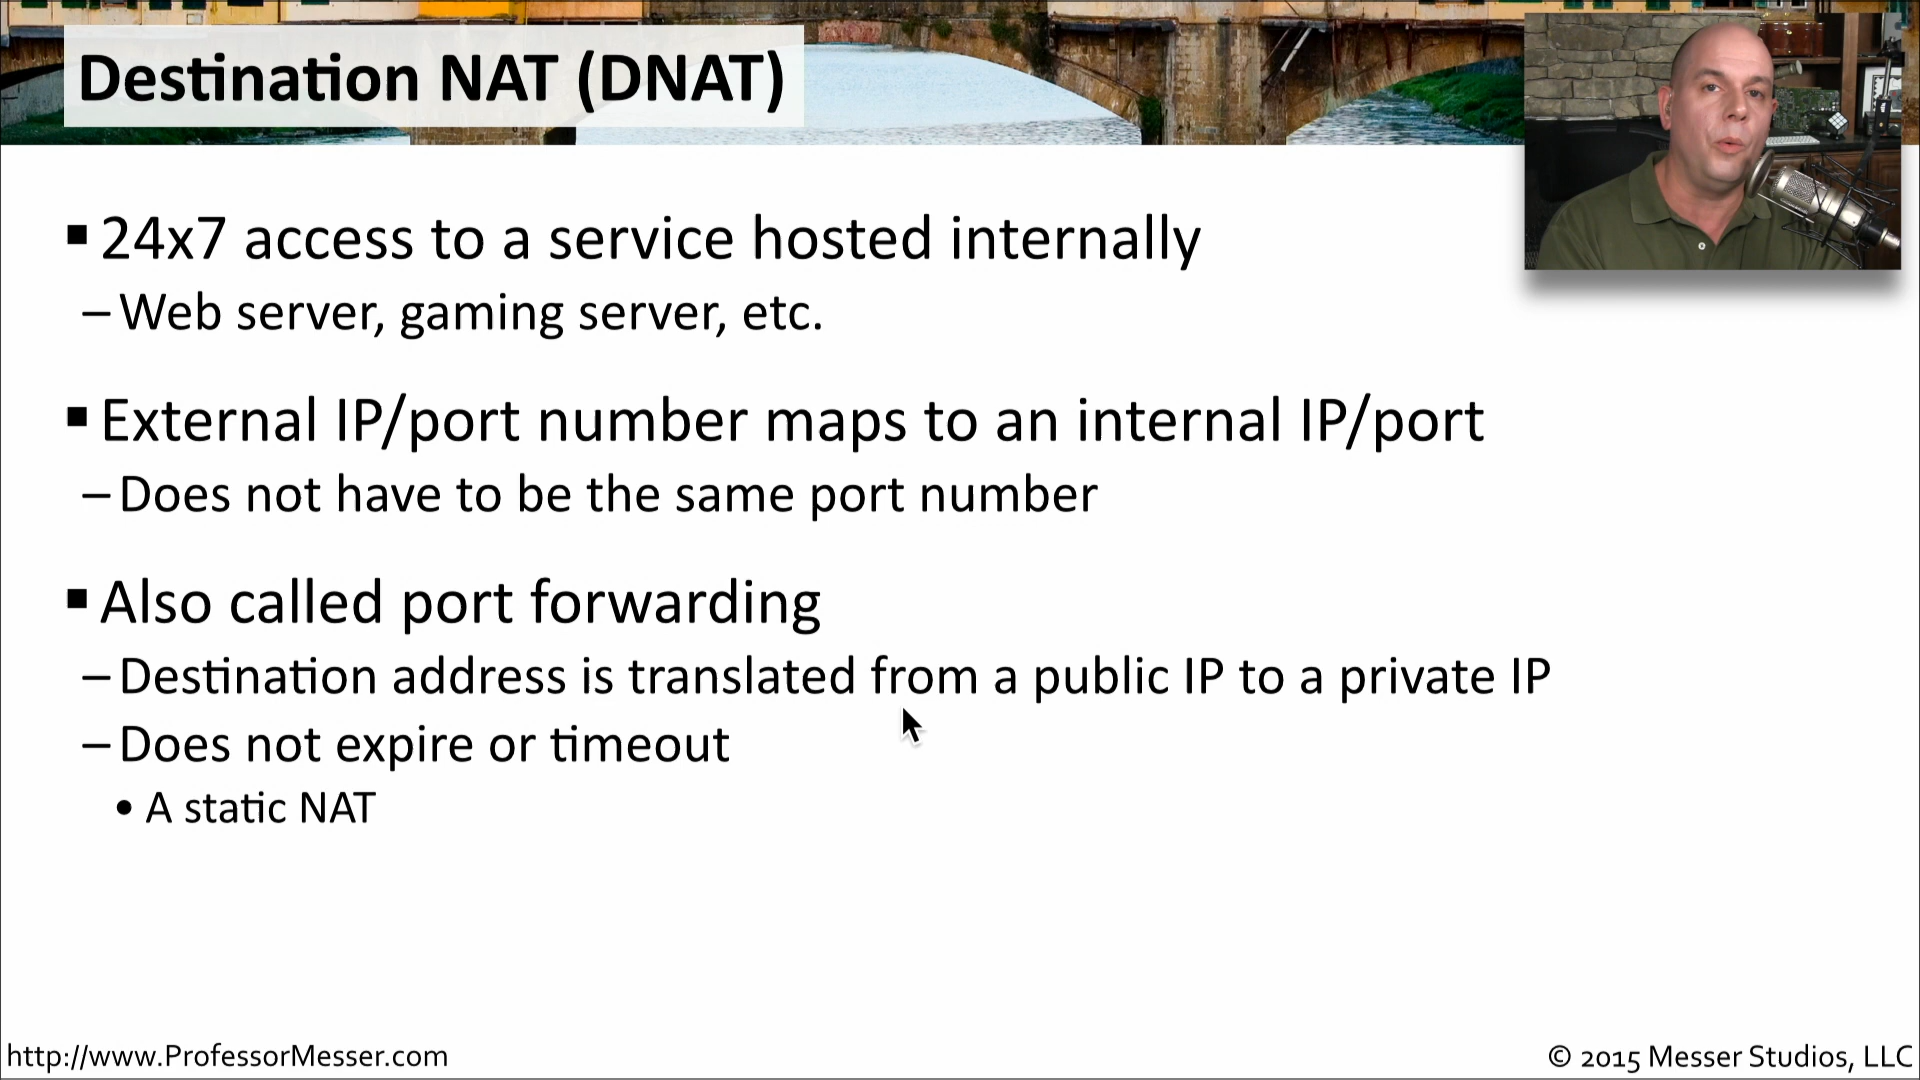 Destination NAT (DNAT)
▪ 24x7 access to a service hosted internally
– Web server, gaming server, etc.
▪ External IP/port number maps to an internal IP/port
– Does not have to be the same port number
▪ Also called port forwarding
– Destination address is translated from a public IP to a private IP
– Does not expire or timeout
• A static NAT
http://www.ProfessorMesser.com
© 2015 Messer Studios, LLC